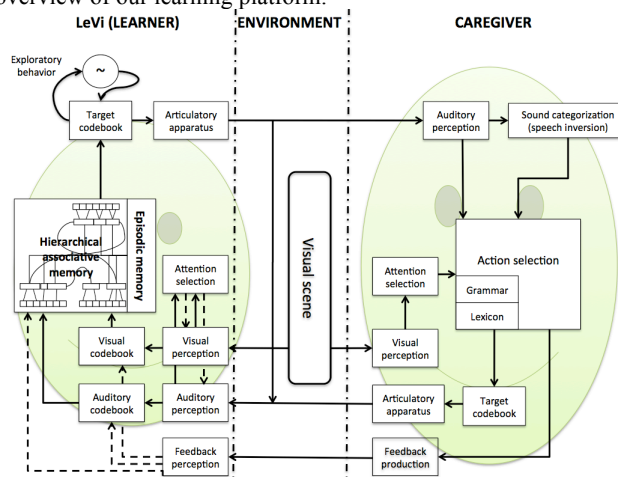 overview of our learning platform.
LeVi (LEARNER)
ENVIRONMENT
CAREGIVER
Exploratory
behavior
~
Target
codebook
Articulatory
apparatus
Auditory
perception
Sound categorization
(speech inversion)
Hierarchical
associative
memory
Episodic memory
Attention
selection
Visual scene
Attention
selection
Action selection
Grammar
Lexicon
Visual
codebook
Visual
perception
Visual
perception
Auditory
codebook
Auditory
perception
Articulatory
apparatus
Target
codebook
Feedback
perception
Feedback
production